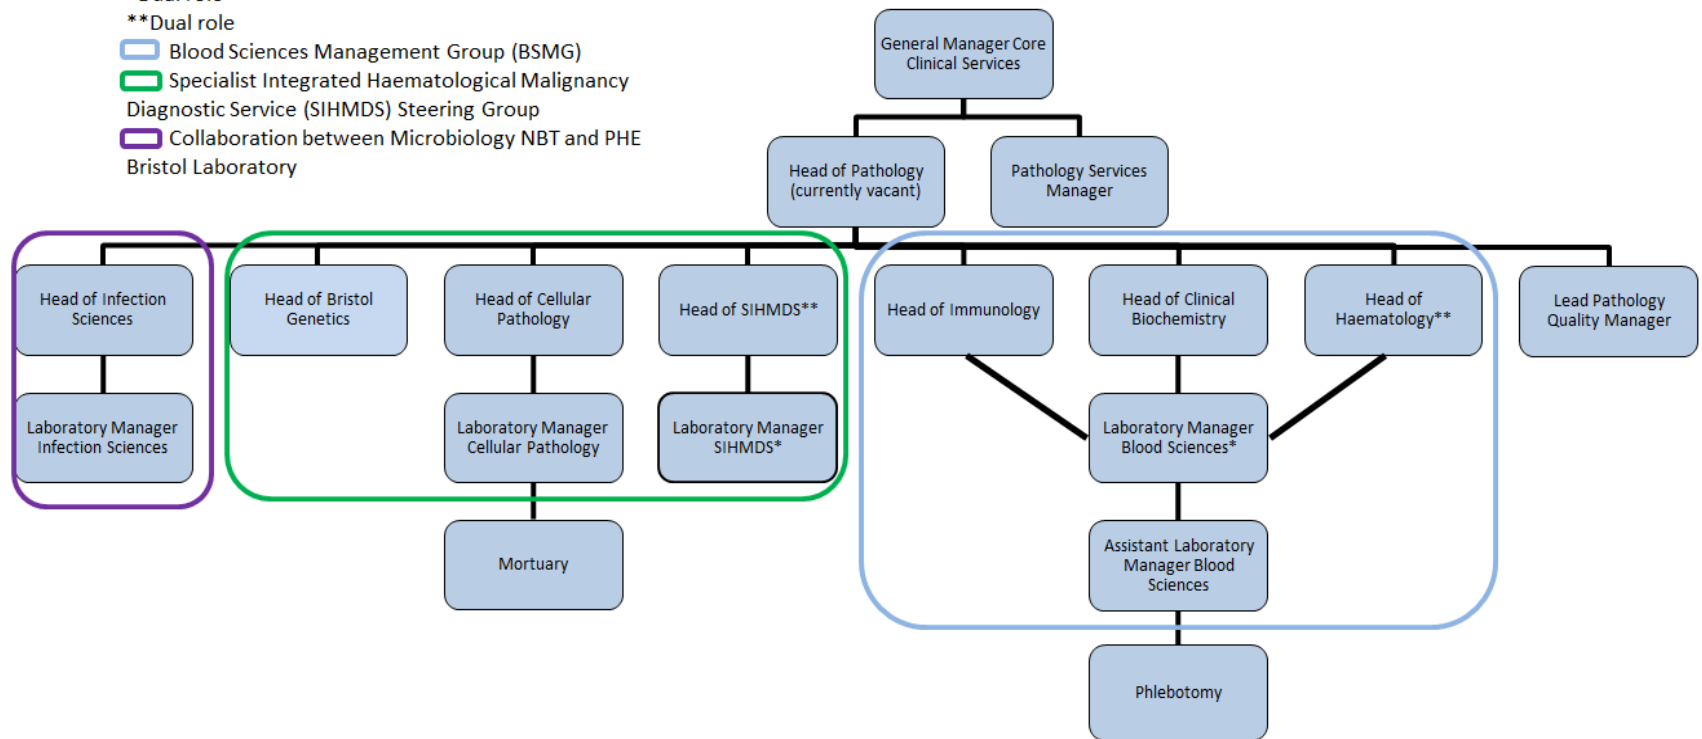 *Dual role
**Dual role
Blood Sciences Management Group (BSMG)
Specialist Integrated Haematological Malignancy
Diagnostic Service (SIHMDS) Steering Group
Collaboration between Microbiology NBT and PHE
Bristol Laboratory
General Manager Core
Clinical Services
Head of Pathology
(currently vacant)
Pathology Services
Manager
Head of Infection
Sciences
Head of Bristol
Genetics
Head of Cellular
Pathology
Head of SIHMDS**
Head of Immunology
Head of Clinical
Biochemistry
Head of
Haematology**
Lead Pathology
Quality Manager
Laboratory Manager
Infection Sciences
Laboratory Manager
Cellular Pathology
Laboratory Manager
SIHMDS*
Laboratory Manager
Blood Sciences*
Mortuary
Assistant Laboratory
Manager Blood
Sciences
Phlebotomy